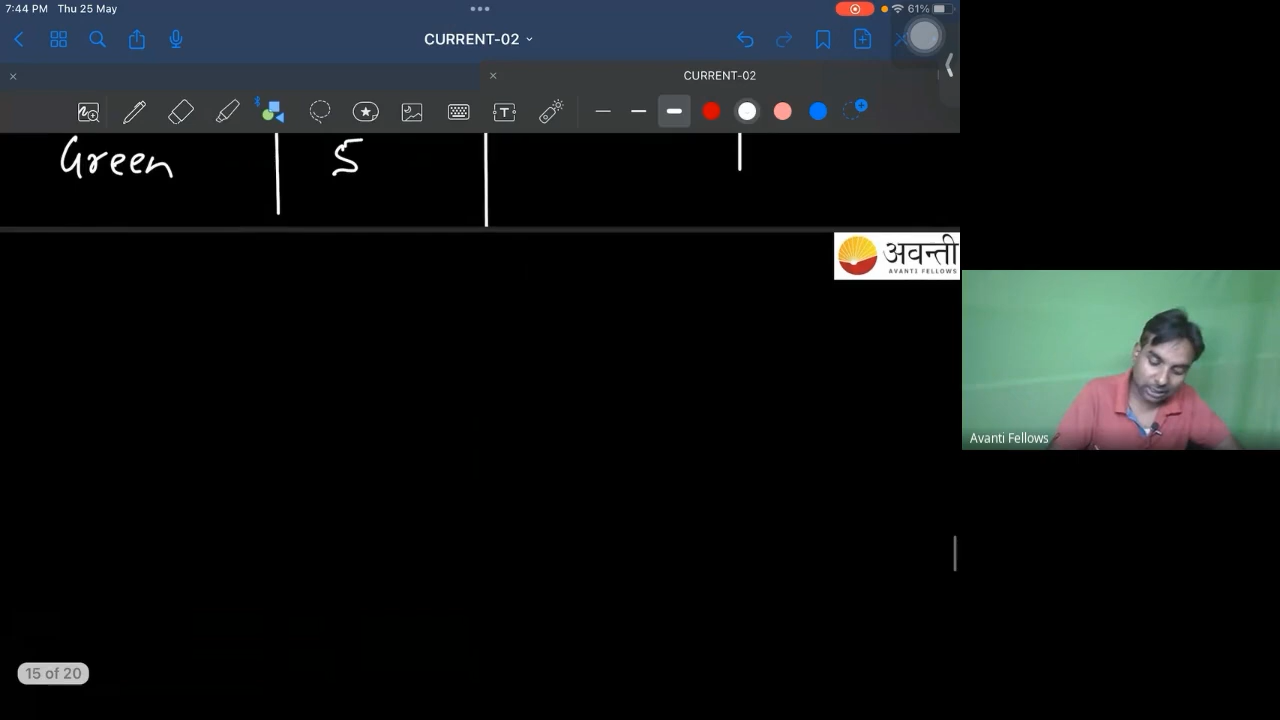 7:44 PM Thu 25 May
61%
CURRENT-02
CURRENT-02
T
Green 5
अवन्ती
AVANTI FELLOWS
Avanti Fellows
15 of 20